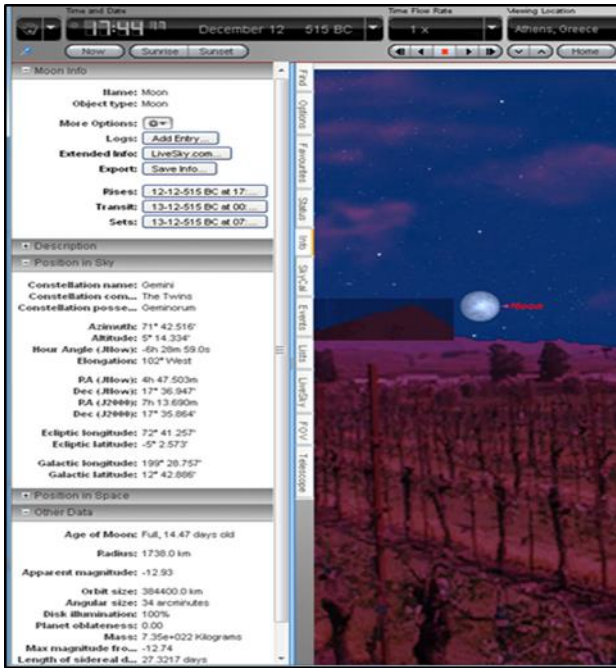 Time and Date
Time Flow Rate
Viewing Location
17:44
December 12
515 BC
1 x
Athens, Greece
Now
Sunrise
Sunset
Home
Moon Info
Name: Moon
Object type: Moon
More Options:
Logs: Add Entry...
Extended Info: LiveSky.com...
Export: Save Info...
Rises: 12-12-515 BC at 17:...
Transit: 13-12-515 BC at 00:...
Sets: 13-12-515 BC at 07:...
Description
Position in Sky
Constellation name: Gemini
Constellation com... The Twins
Constellation posse... Geminorum
Azimuth: 71° 42.516'
Altitude: 5° 14.334'
Hour Angle (JNow): -6h 28m 59.0s
Elongation: 102° West
RA (JNow): 4h 47.503m
Dec (JNow): 17° 36.947'
RA (J2000): 7h 13.690m
Dec (J2000): 17° 35.864'
Ecliptic longitude: 72° 41.257'
Ecliptic latitude: -5° 2.573'
Galactic longitude: 199° 28.757'
Galactic latitude: 12° 42.886'
Position in Space
Other Data
Age of Moon: Full, 14.47 days old
Radius: 1738.0 km
Apparent magnitude: -12.93
Orbit size: 384400.0 km
Angular size: 34 arcminutes
Disk illumination: 100%
Planet oblateness: 0.00
Mass: 7.35e+022 Kilograms
Max magnitude fro... -12.74
Length of sidereal d... 27.3217 days
Find
Options
Favourites
Status
Info
SkyCal
Events
Lists
LiveSky
FOV
Telescope
Moon